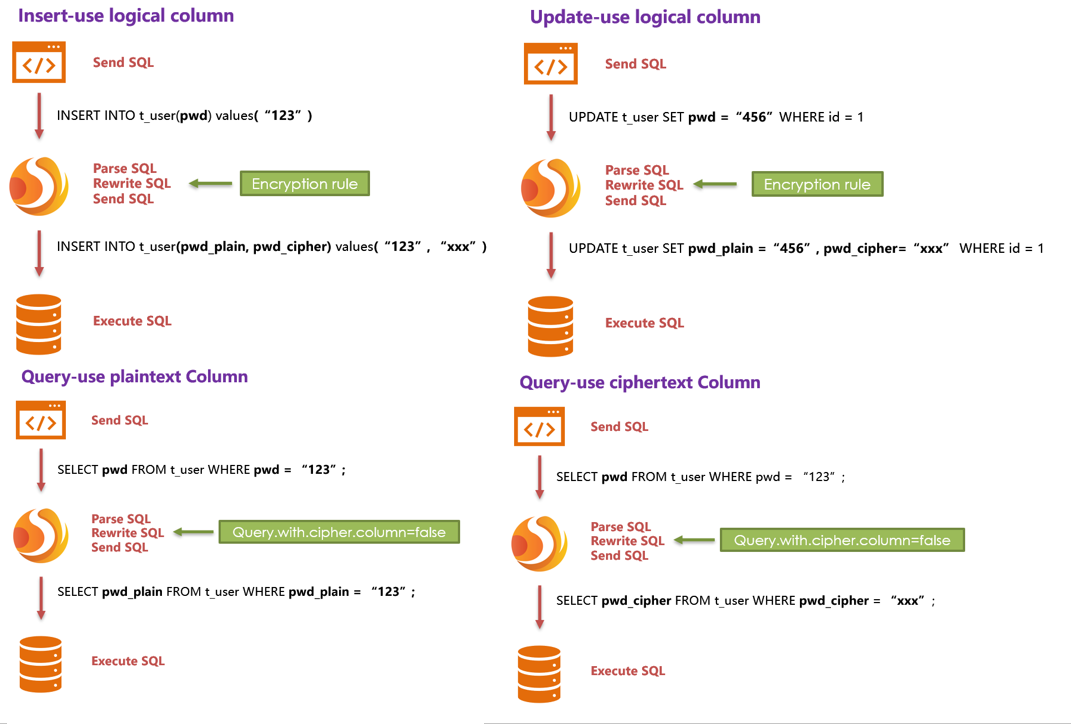 Insert-use logical column
Send SQL
INSERT INTO t_user(pwd) values(“123”)
Parse SQL
Rewrite SQL
Send SQL
Encryption rule
INSERT INTO t_user(pwd_plain, pwd_cipher) values(“123”, “xxx”)
Execute SQL
Update-use logical column
Send SQL
UPDATE t_user SET pwd = “456” WHERE id = 1
Parse SQL
Rewrite SQL
Send SQL
Encryption rule
UPDATE t_user SET pwd_plain = “456”, pwd_cipher= “xxx” WHERE id = 1
Execute SQL
Query-use plaintext Column
Send SQL
SELECT pwd FROM t_user WHERE pwd = “123”;
Parse SQL
Rewrite SQL
Send SQL
Query.with.cipher.column=false
SELECT pwd_plain FROM t_user WHERE pwd_plain = “123”;
Execute SQL
Query-use ciphertext Column
Send SQL
SELECT pwd FROM t_user WHERE pwd = “123”;
Parse SQL
Rewrite SQL
Send SQL
Query.with.cipher.column=false
SELECT pwd_cipher FROM t_user WHERE pwd_cipher = “xxx”;
Execute SQL